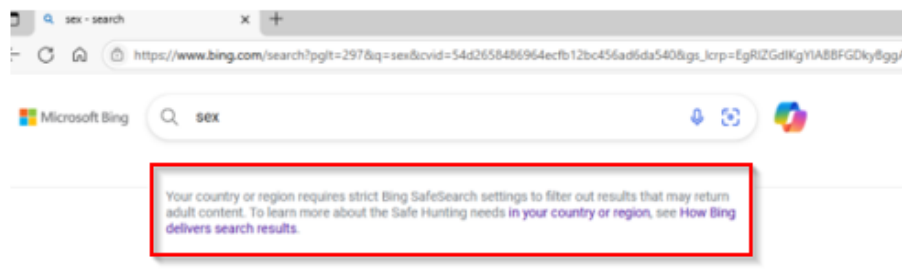 sex - search
https://www.bing.com/search?pglt=297&q=sex&cvid=54d2658486964ecfb12bc456ad6da540&gs_lcrp=EgRlZGdlKgYIABBFGDkyBggA
Microsoft Bing
sex
Your country or region requires strict Bing SafeSearch settings to filter out results that may return
adult content. To learn more about the Safe Hunting needs in your country or region, see How Bing
delivers search results.